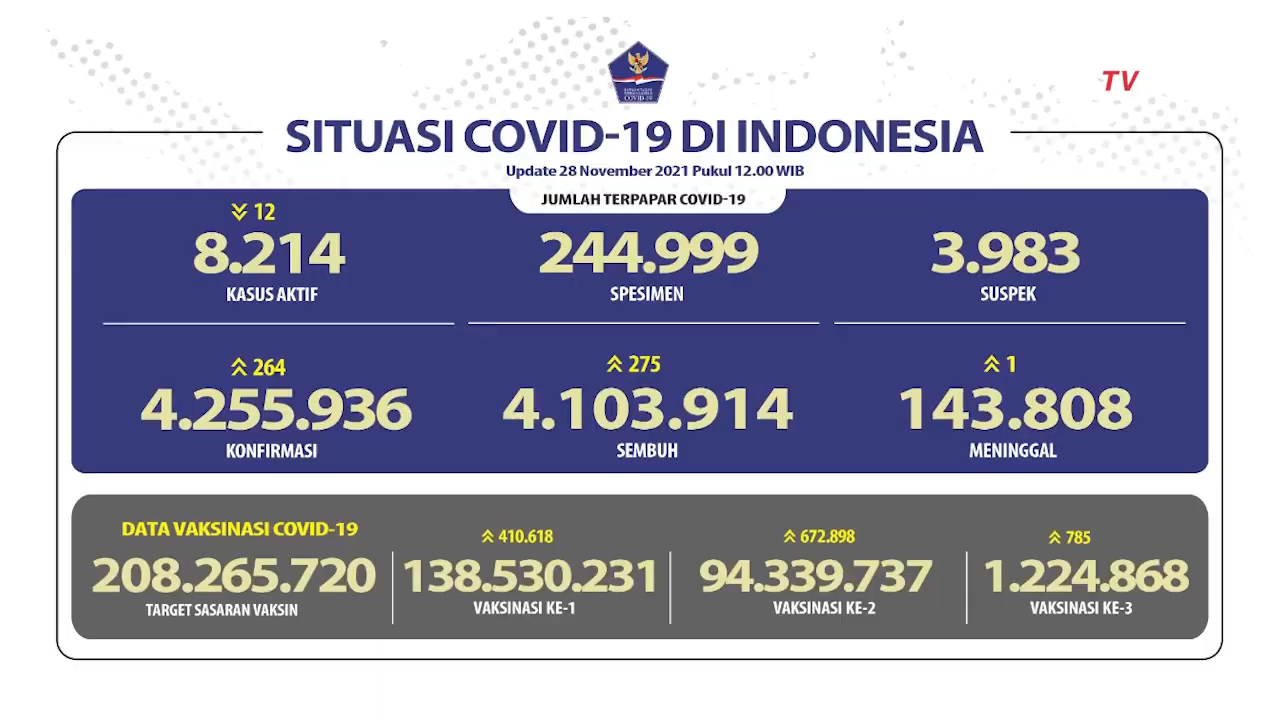 TV
COVID-19
SITUASI COVID-19 DI INDONESIA
Update 28 November 2021 Pukul 12.00 WIB
JUMLAH TERPAPAR COVID-19
12
8.214
KASUS AKTIF
244.999
SPESIMEN
3.983
SUSPEK
264
4.255.936
KONFIRMASI
275
4.103.914
SEMBUH
1
143.808
MENINGGAL
DATA VAKSINASI COVID-19
208.265.720
TARGET SASARAN VAKSIN
410.618
138.530.231
VAKSINASI KE-1
672.898
94.339.737
VAKSINASI KE-2
785
1.224.868
VAKSINASI KE-3